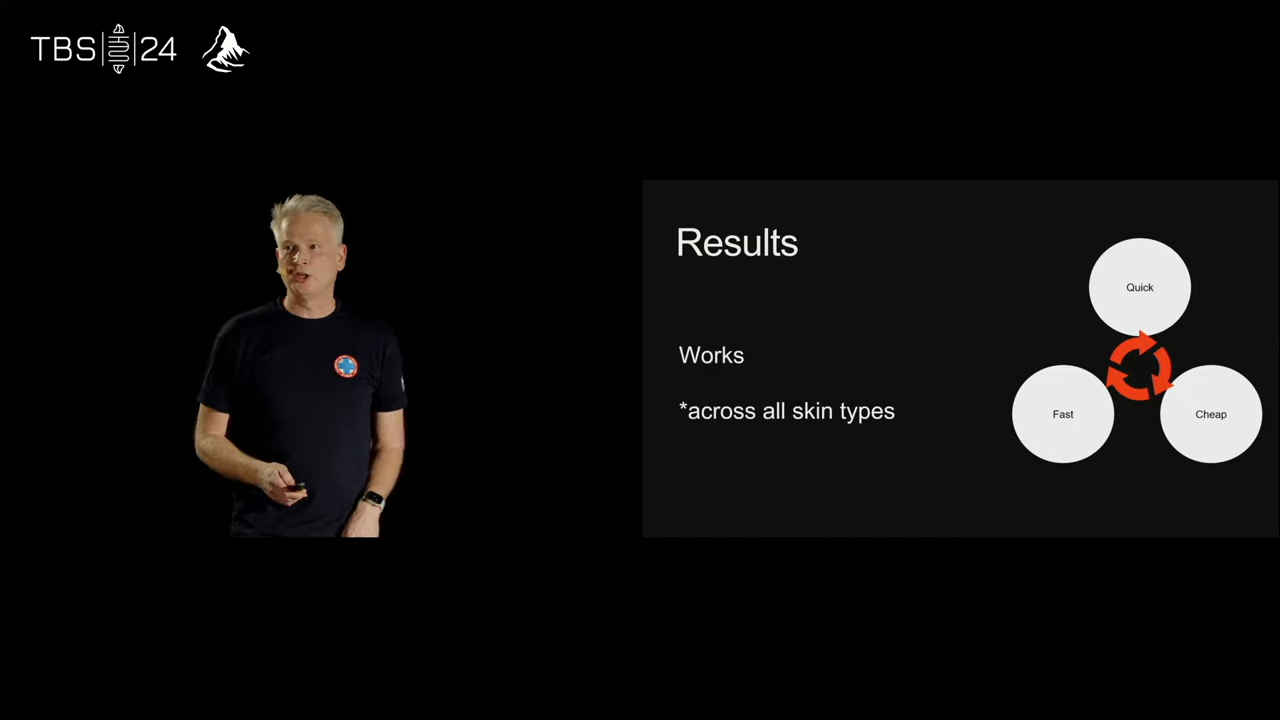 TBS 24
Results
Works
*across all skin types
Quick
Fast
Cheap